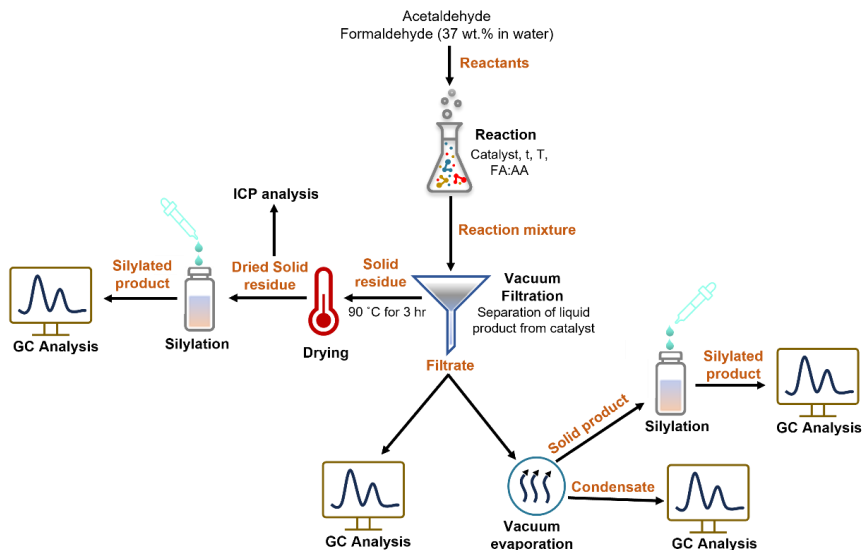 Acetaldehyde
Formaldehyde (37 wt.% in water)
Reactants
Reaction
Catalyst, t, T,
FA:AA
Reaction mixture
ICP analysis
Silylated
product
GC Analysis
Silylation
Dried Solid
residue
Drying
Solid
residue
90 ˚C for 3 hr
Vacuum
Filtration
Separation of liquid
product from catalyst
Filtrate
GC Analysis
Vacuum
evaporation
Solid product
Condensate
GC Analysis
Silylation
Silylated
product
GC Analysis